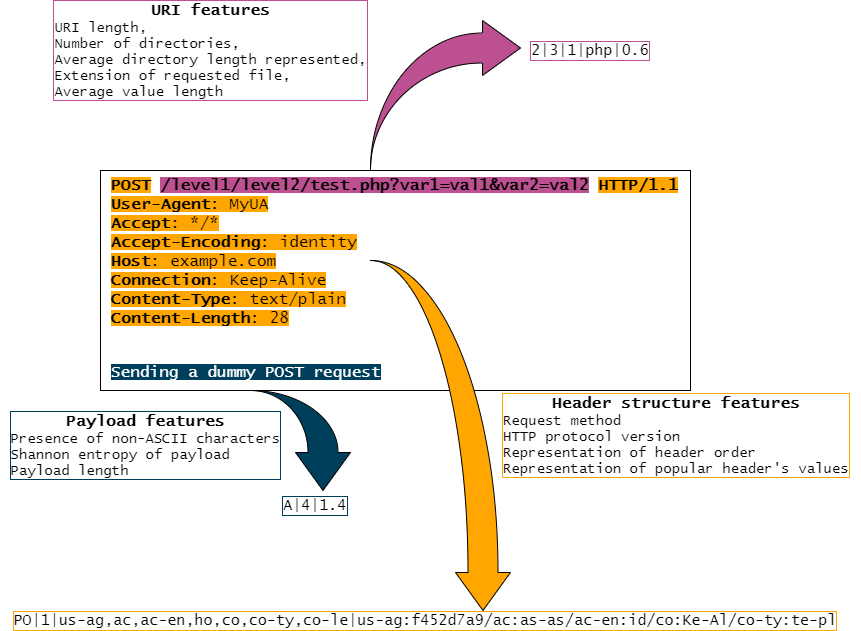 URI features
URI length,
Number of directories,
Average directory length represented,
Extension of requested file,
Average value length
2|3|1|php|0.6
POST /level1/level2/test.php?var1=val1&var2=val2 HTTP/1.1
User-Agent: MyUA
Accept: */*
Accept-Encoding: identity
Host: example.com
Connection: Keep-Alive
Content-Type: text/plain
Content-Length: 28
Sending a dummy POST request
Payload features
Presence of non-ASCII characters
Shannon entropy of payload
Payload length
A|4|1.4
Header structure features
Request method
HTTP protocol version
Representation of header order
Representation of popular header's values
PO|1|us-ag,ac,ac-en,ho,co,co-ty,co-le|us-ag:f452d7a9/ac:as-as/ac-en:id/co:Ke-Al/co-ty:te-pl